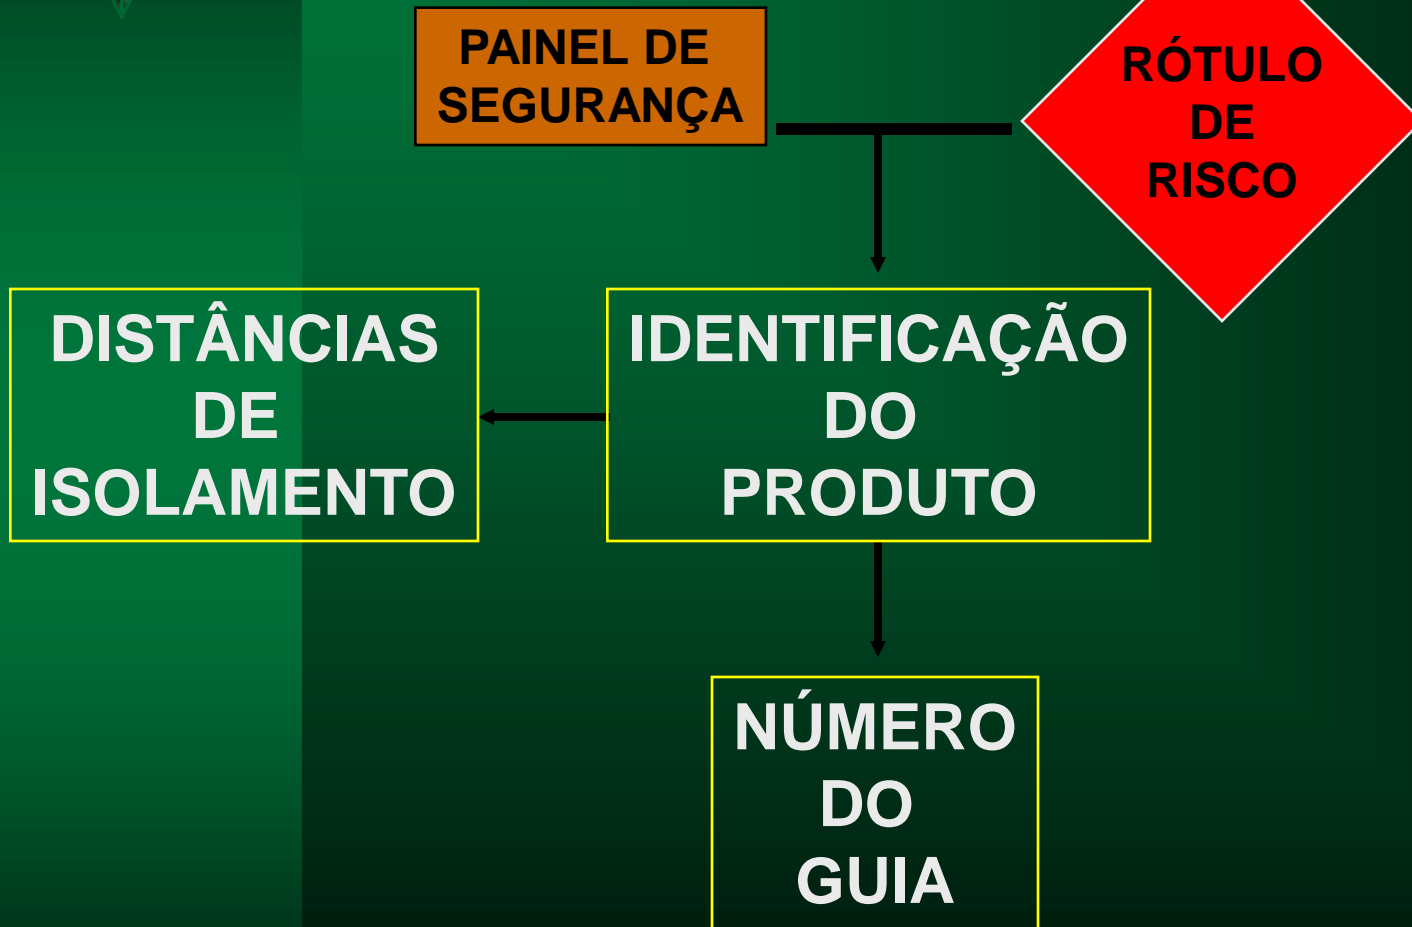 PAINEL DE
SEGURANÇA
RÓTULO
DE
RISCO
DISTÂNCIAS
DE
ISOLAMENTO
IDENTIFICAÇÃO
DO
PRODUTO
NÚMERO
DO
GUIA